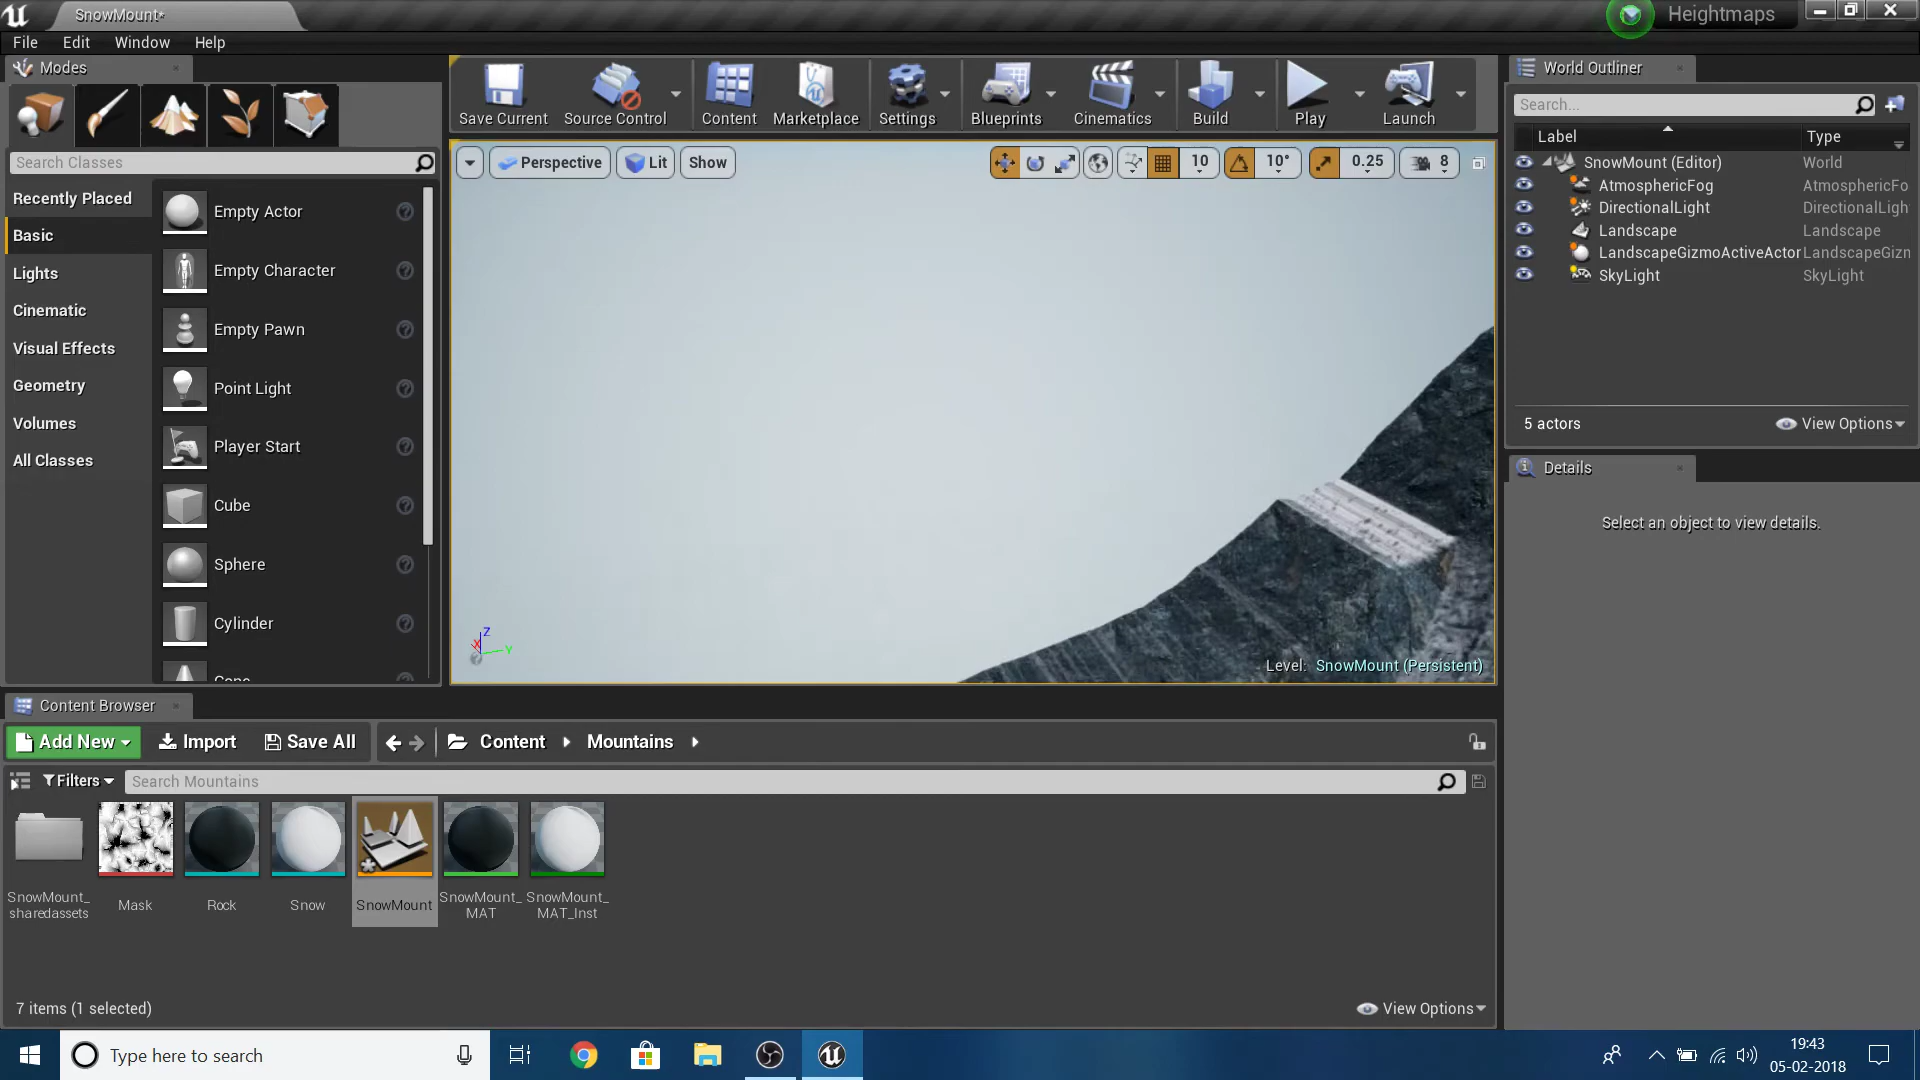 SnowMount*
Heightmaps
File Edit Window Help
Modes
Search Classes
Recently Placed
Basic
Lights
Cinematic
Visual Effects
Geometry
Volumes
All Classes
Empty Actor
Empty Character
Empty Pawn
Point Light
Player Start
Cube
Sphere
Cylinder
Cone
Save Current Source Control Content Marketplace Settings Blueprints Cinematics Build Play Launch
Perspective Lit Show 10 10° 0.25 8
Z
X
Y
Level: SnowMount (Persistent)
World Outliner
Search...
Label Type
SnowMount (Editor) World
AtmosphericFog AtmosphericFo
DirectionalLight DirectionalLigh
Landscape Landscape
LandscapeGizmoActiveActor LandscapeGizn
SkyLight SkyLight
5 actors View Options
Details
Select an object to view details.
Content Browser
Add New Import Save All Content Mountains
Filters Search Mountains
SnowMount_
sharedassets
Mask
Rock
Snow
SnowMount
SnowMount_
MAT
SnowMount_
MAT_Inst
7 items (1 selected) View Options
Type here to search
19:43
05-02-2018